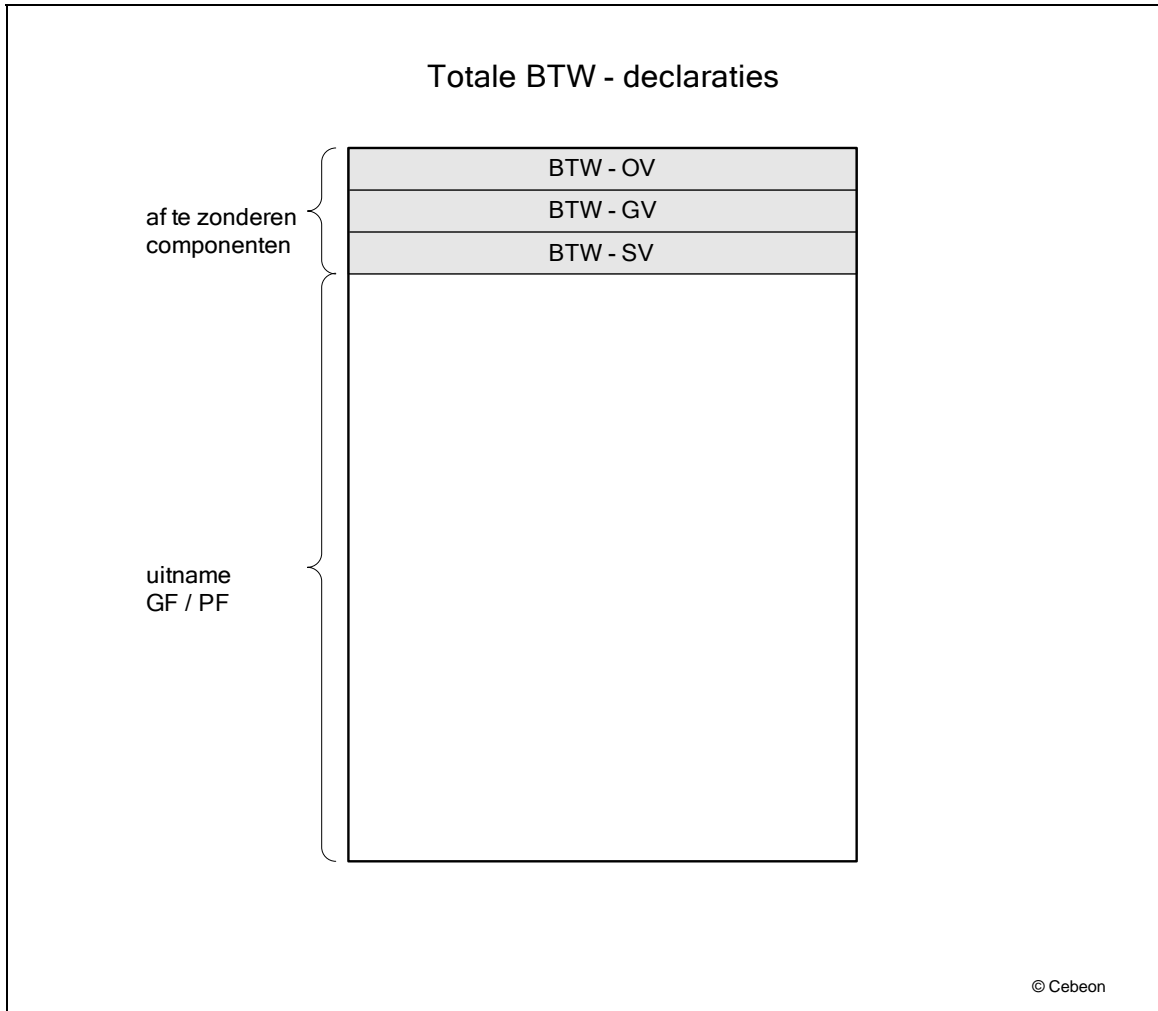 Totale BTW - declaraties
BTW - OV
BTW - GV
BTW - SV
af te zonderen
componenten
uitname
GF / PF
© Cebeon